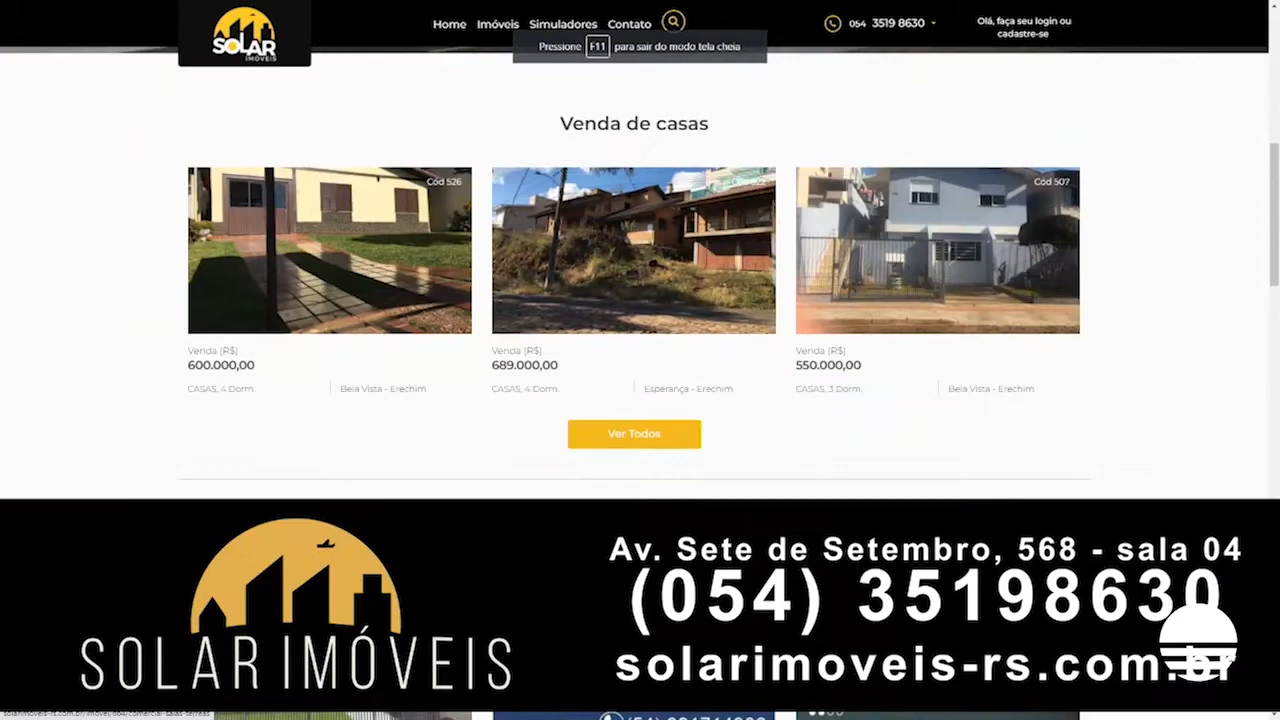 SOLAR
IMÓVEIS
Home Imóveis Simuladores Contato
054 3519 8630
Olá, faça seu login ou
cadastre-se
Pressione F11 para sair do modo tela cheia
Venda de casas
Cód 526
Cód 507
Venda (R$)
600.000,00
CASAS, 4 Dorm. Bela Vista - Erechim
Venda (R$)
689.000,00
CASAS, 4 Dorm. Esperança - Erechim
Venda (R$)
550.000,00
CASAS, 3 Dorm. Bela Vista - Erechim
Ver Todos
SOLAR IMÓVEIS
Av. Sete de Setembro, 568 - sala 04
(054) 35198630
solarimoveis-rs.com.br